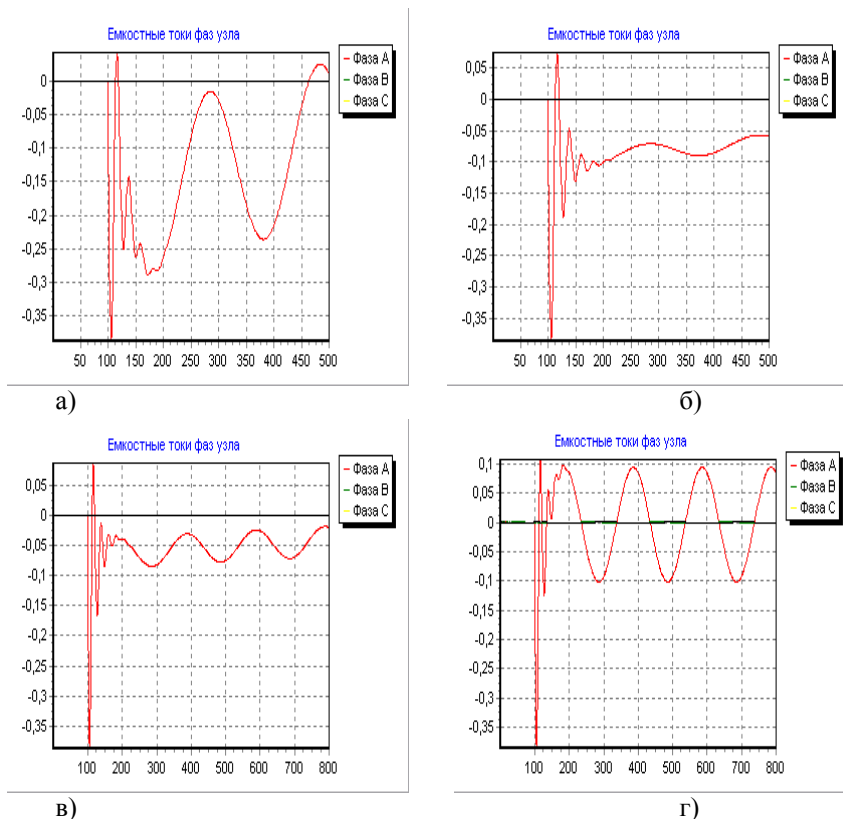 Емкостные токи фаз узла
Фаза А
Фаза В
Фаза С
0
-0,05
-0,1
-0,15
-0,2
-0,25
-0,3
-0,35
50 100 150 200 250 300 350 400 450 500
а)
Емкостные токи фаз узла
Фаза А
Фаза В
Фаза С
0,05
0
-0,05
-0,1
-0,15
-0,2
-0,25
-0,3
-0,35
50 100 150 200 250 300 350 400 450 500
б)
Емкостные токи фаз узла
Фаза А
Фаза В
Фаза С
0,05
0
-0,05
-0,1
-0,15
-0,2
-0,25
-0,3
-0,35
100 200 300 400 500 600 700 800
в)
Емкостные токи фаз узла
Фаза А
Фаза В
Фаза С
0,1
0,05
0
-0,05
-0,1
-0,15
-0,2
-0,25
-0,3
-0,35
100 200 300 400 500 600 700 800
г)